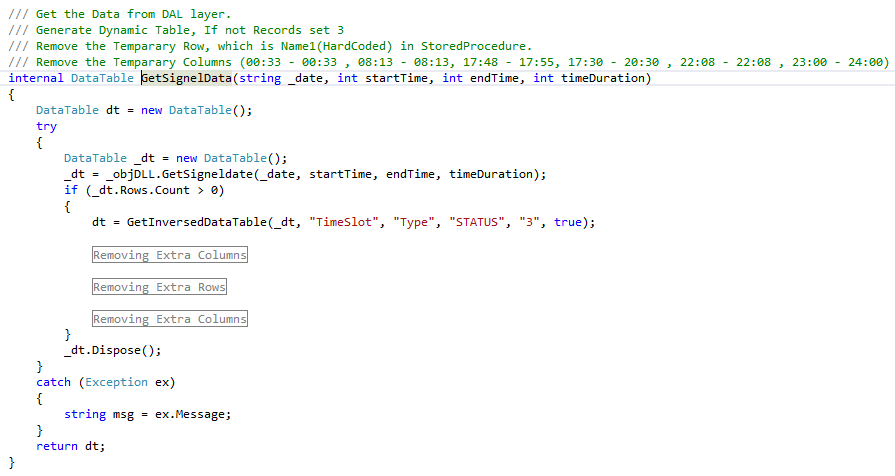 /// Get the Data from DAL layer.
/// Generate Dynamic Table, If not Records set 3
/// Remove the Temparary Row, which is Name1(HardCoded) in StoredProcedure.
/// Remove the Temparary Columns (00:33 - 00:33 , 08:13 - 08:13, 17:48 - 17:55, 17:30 - 20:30 , 22:08 - 22:08 , 23:00 - 24:00)
internal DataTable GetSignelData(string _date, int startTime, int endTime, int timeDuration)
{
    DataTable dt = new DataTable();
    try
    {
        DataTable _dt = new DataTable();
        _dt = _objDLL.GetSigneldate(_date, startTime, endTime, timeDuration);
        if (_dt.Rows.Count > 0)
        {
            dt = GetInversedDataTable(_dt, "TimeSlot", "Type", "STATUS", "3", true);
            Removing Extra Columns
            Removing Extra Rows
            Removing Extra Columns
        }
        _dt.Dispose();
    }
    catch (Exception ex)
    {
        string msg = ex.Message;
    }
    return dt;
}